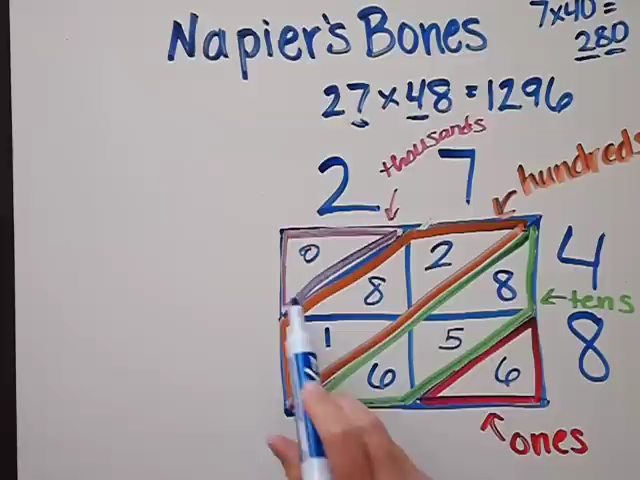 Napier's Bones
7x40=
280
27 x 48 = 1296
thousands
2 7
hundreds
0 2 4
8 8
tens
1 5 8
6 6
ones